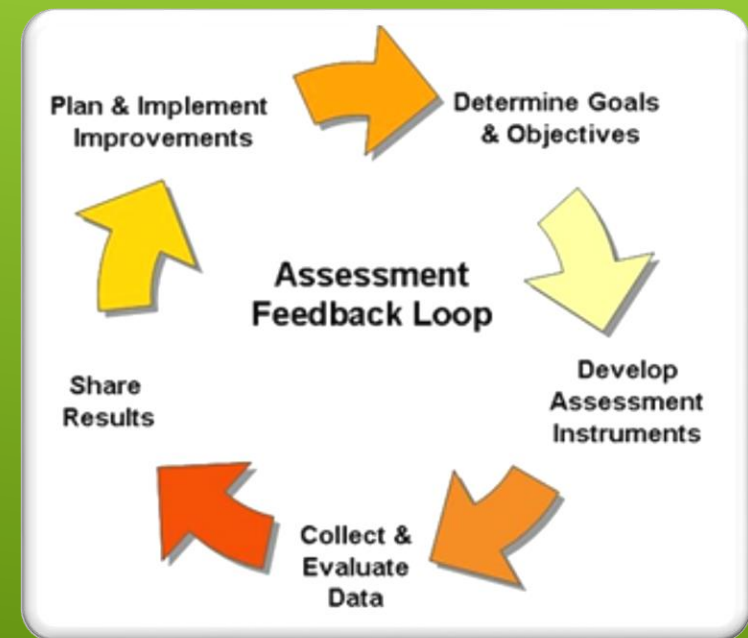 Plan & Implement
Improvements
Determine Goals
& Objectives
Assessment
Feedback Loop
Develop
Assessment
Instruments
Share
Results
Collect &
Evaluate
Data